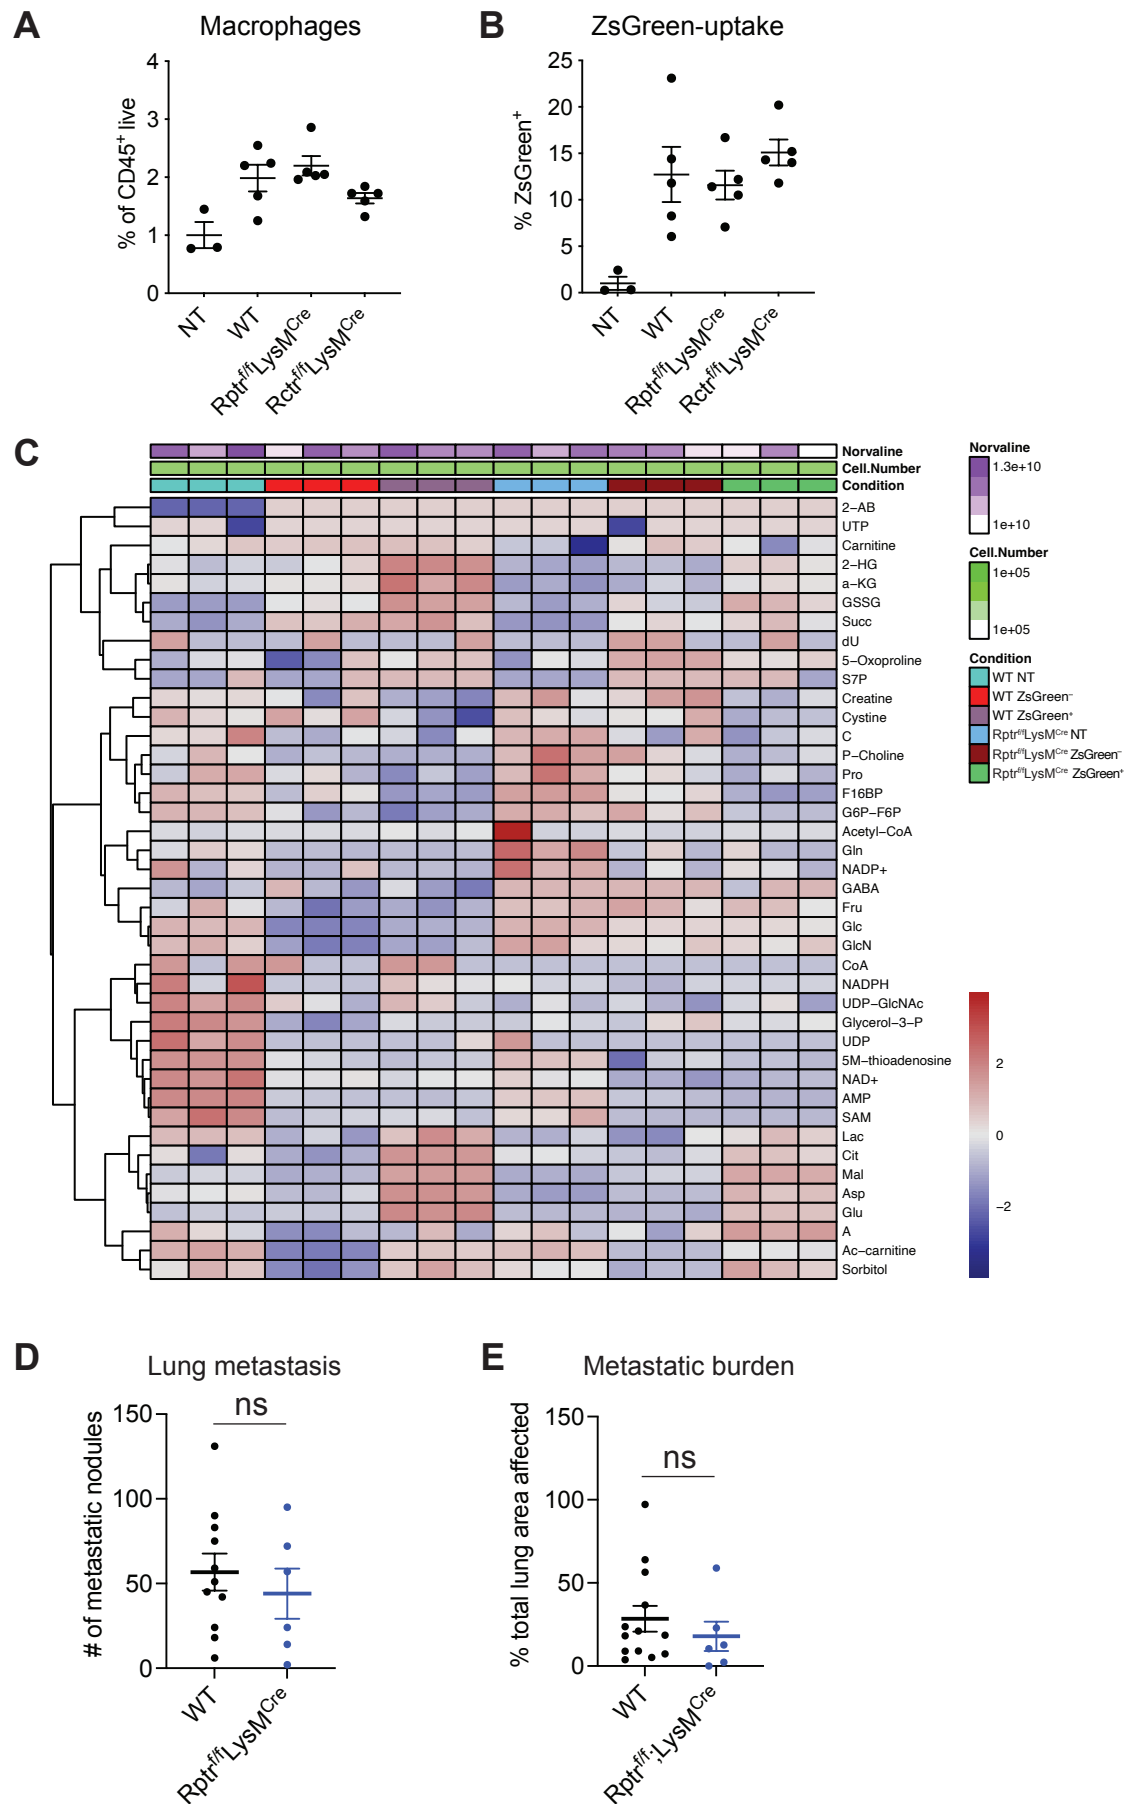 A
Macrophages
% of CD45⁺ live
4
3
2
1
0
NT
WT
Rptr^f/f LysM^Cre
Rctr^f/f LysM^Cre
B
ZsGreen-uptake
% ZsGreen⁺
25
20
15
10
5
0
NT
WT
Rptr^f/f LysM^Cre
Rctr^f/f LysM^Cre
C
Norvaline
Cell.Number
Condition
2−AB
UTP
Carnitine
2−HG
a−KG
GSSG
Succ
dU
5−Oxoproline
S7P
Creatine
Cystine
C
P−Choline
Pro
F16BP
G6P−F6P
Acetyl−CoA
Gln
NADP+
GABA
Fru
Glc
GlcN
CoA
NADPH
UDP−GlcNAc
Glycerol−3−P
UDP
5M−thioadenosine
NAD+
AMP
SAM
Lac
Cit
Mal
Asp
Glu
A
Ac−carnitine
Sorbitol
Norvaline
1.3e+10
1e+10
Cell.Number
1e+05
1e+05
Condition
WT NT
WT ZsGreen⁻
WT ZsGreen⁺
Rptr^f/f LysM^Cre NT
Rptr^f/f LysM^Cre ZsGreen⁻
Rptr^f/f LysM^Cre ZsGreen⁺
2
0
−2
D
Lung metastasis
ns
# of metastatic nodules
150
100
50
0
WT
Rptr^f/f LysM^Cre
E
Metastatic burden
ns
% total lung area affected
150
100
50
0
WT
Rptr^f/f;LysM^Cre